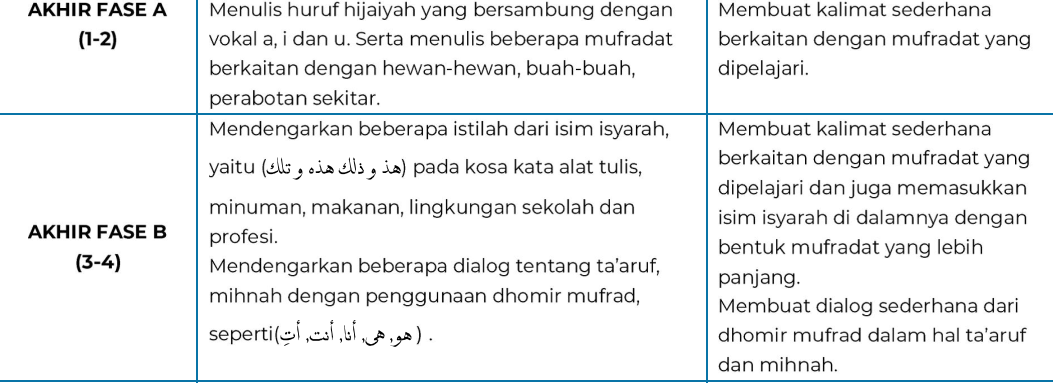 AKHIR FASE A
(1-2)
Menulis huruf hijaiyah yang bersambung dengan
vokal a, i dan u. Serta menulis beberapa mufradat
berkaitan dengan hewan-hewan, buah-buah,
perabotan sekitar.
Membuat kalimat sederhana
berkaitan dengan mufradat yang
dipelajari.
AKHIR FASE B
(3-4)
Mendengarkan beberapa istilah dari isim isyarah,
yaitu (هذ و ذلك هذه و تلك) pada kosa kata alat tulis,
minuman, makanan, lingkungan sekolah dan
profesi.
Mendengarkan beberapa dialog tentang ta’aruf,
mihnah dengan penggunaan dhomir mufrad,
seperti(هو, هى, أنا, أنت, أتِ) .
Membuat kalimat sederhana
berkaitan dengan mufradat yang
dipelajari dan juga memasukkan
isim isyarah di dalamnya dengan
bentuk mufradat yang lebih
panjang.
Membuat dialog sederhana dari
dhomir mufrad dalam hal ta’aruf
dan mihnah.